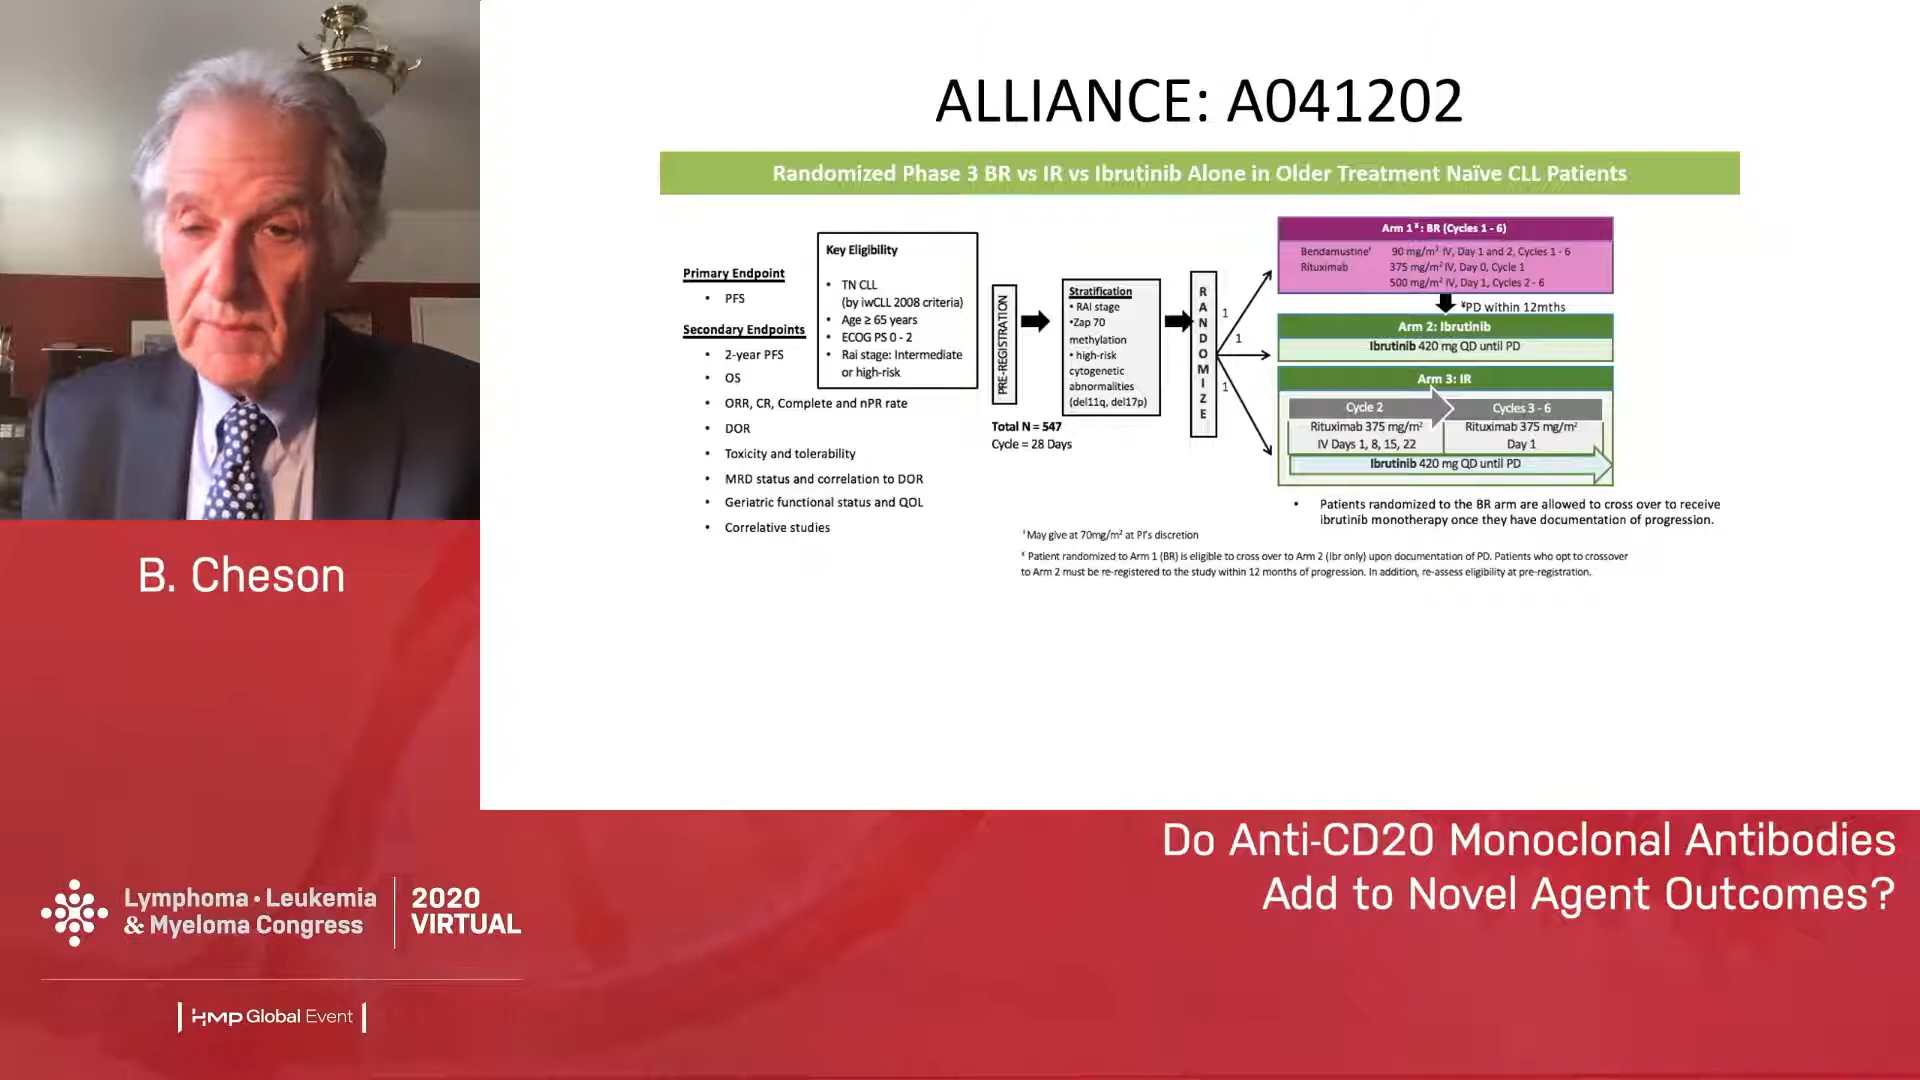 ALLIANCE: A041202
Randomized Phase 3 BR vs IR vs Ibrutinib Alone in Older Treatment Naïve CLL Patients
Primary Endpoint
• PFS
Secondary Endpoints
• 2-year PFS
• OS
• ORR, CR, Complete and nPR rate
• DOR
• Toxicity and tolerability
• MRD status and correlation to DOR
• Geriatric functional status and QOL
• Correlative studies
Key Eligibility
• TN CLL
(by iwCLL 2008 criteria)
• Age ≥ 65 years
• ECOG PS 0 - 2
• Rai stage: Intermediate
or high-risk
PRE-REGISTRATION
Stratification
• RAI stage
•Zap 70
methylation
• high-risk
cytogenetic
abnormalities
(del11q, del17p)
Total N = 547
Cycle = 28 Days
RANDOMIZE
1
1
1
Arm 1¥: BR (Cycles 1 - 6)
Bendamustineᶦ 90 mg/m² IV, Day 1 and 2, Cycles 1 - 6
Rituximab 375 mg/m² IV, Day 0, Cycle 1
500 mg/m² IV, Day 1, Cycles 2 - 6
¥PD within 12mths
Arm 2: Ibrutinib
Ibrutinib 420 mg QD until PD
Arm 3: IR
Cycle 2 Cycles 3 - 6
Rituximab 375 mg/m² Rituximab 375 mg/m²
IV Days 1, 8, 15, 22 Day 1
Ibrutinib 420 mg QD until PD
• Patients randomized to the BR arm are allowed to cross over to receive
ibrutinib monotherapy once they have documentation of progression.
ᶦ May give at 70mg/m² at PI's discretion
¥ Patient randomized to Arm 1 (BR) is eligible to cross over to Arm 2 (Ibr only) upon documentation of PD. Patients who opt to crossover
to Arm 2 must be re-registered to the study within 12 months of progression. In addition, re-assess eligibility at pre-registration.
B. Cheson
Do Anti-CD20 Monoclonal Antibodies
Add to Novel Agent Outcomes?
Lymphoma • Leukemia
& Myeloma Congress
2020
VIRTUAL
HMP Global Event